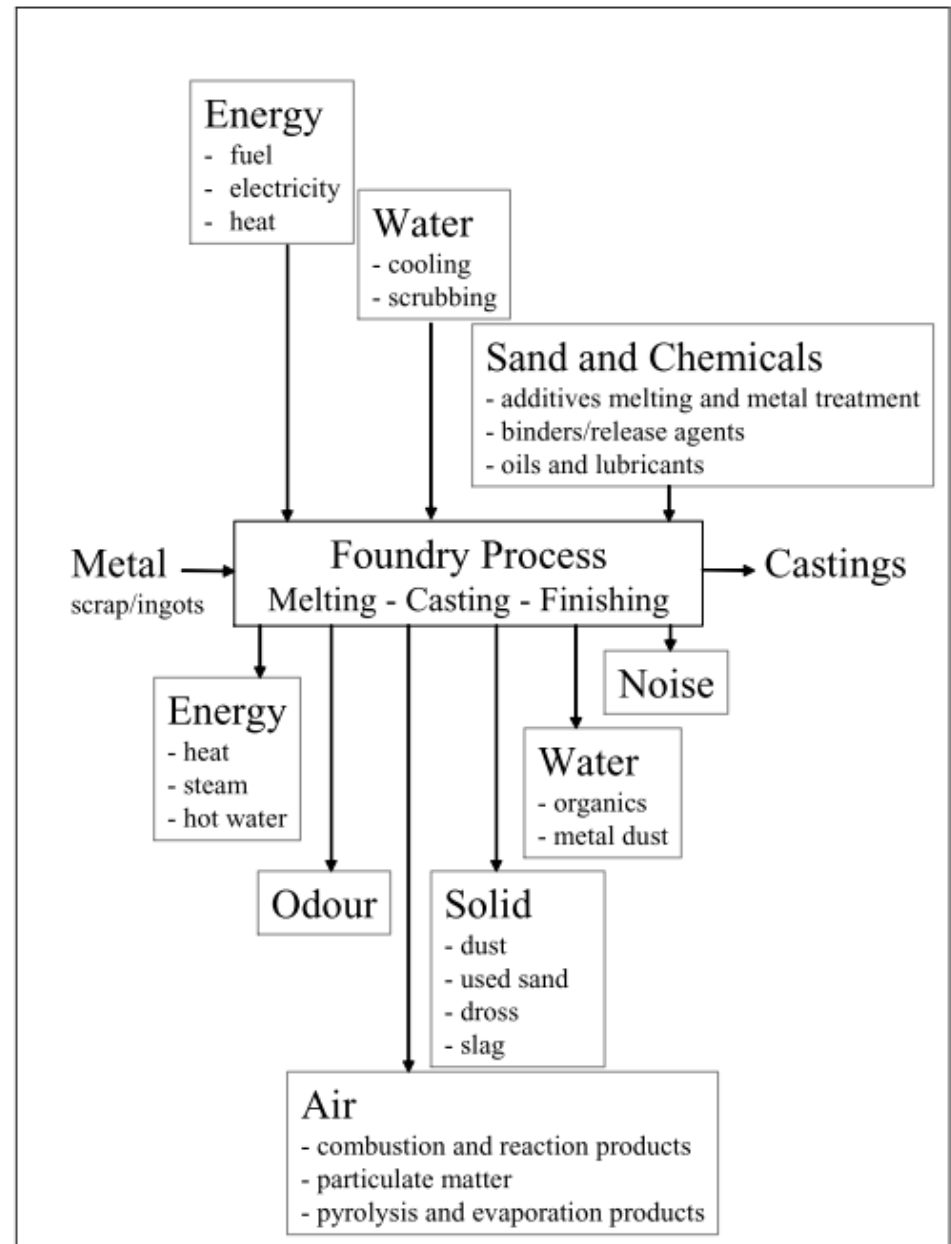 Energy
- fuel
- electricity
- heat
Water
- cooling
- scrubbing
Sand and Chemicals
- additives melting and metal treatment
- binders/release agents
- oils and lubricants
Metal
scrap/ingots
Foundry Process
Melting - Casting - Finishing
Castings
Energy
- heat
- steam
- hot water
Noise
Water
- organics
- metal dust
Odour
Solid
- dust
- used sand
- dross
- slag
Air
- combustion and reaction products
- particulate matter
- pyrolysis and evaporation products